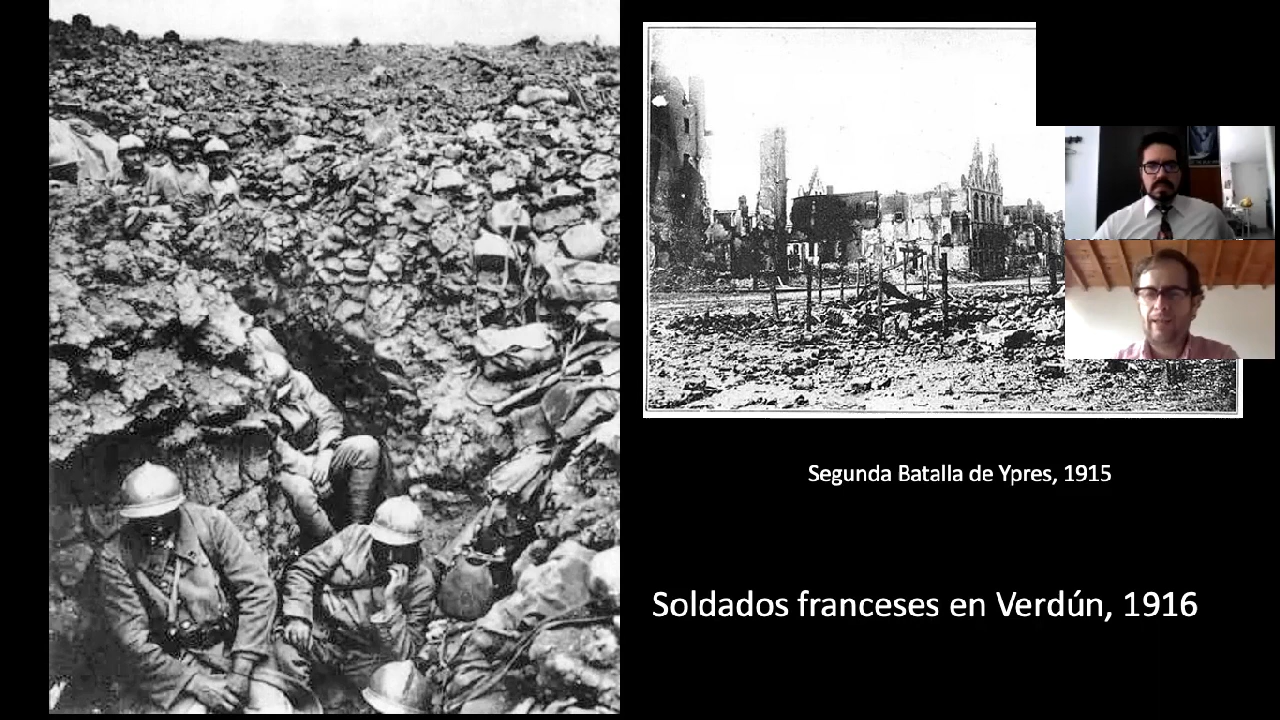 Segunda Batalla de Ypres, 1915
Soldados franceses en Verdún, 1916